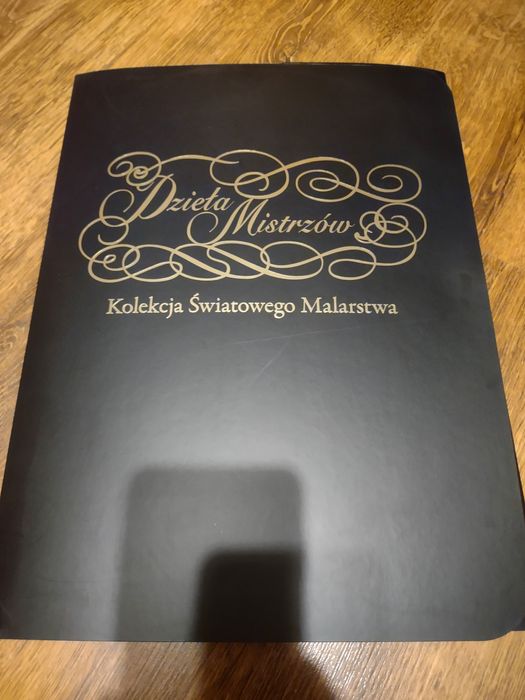 Dzieła
Mistrzów
Kolekcja Światowego Malarstwa